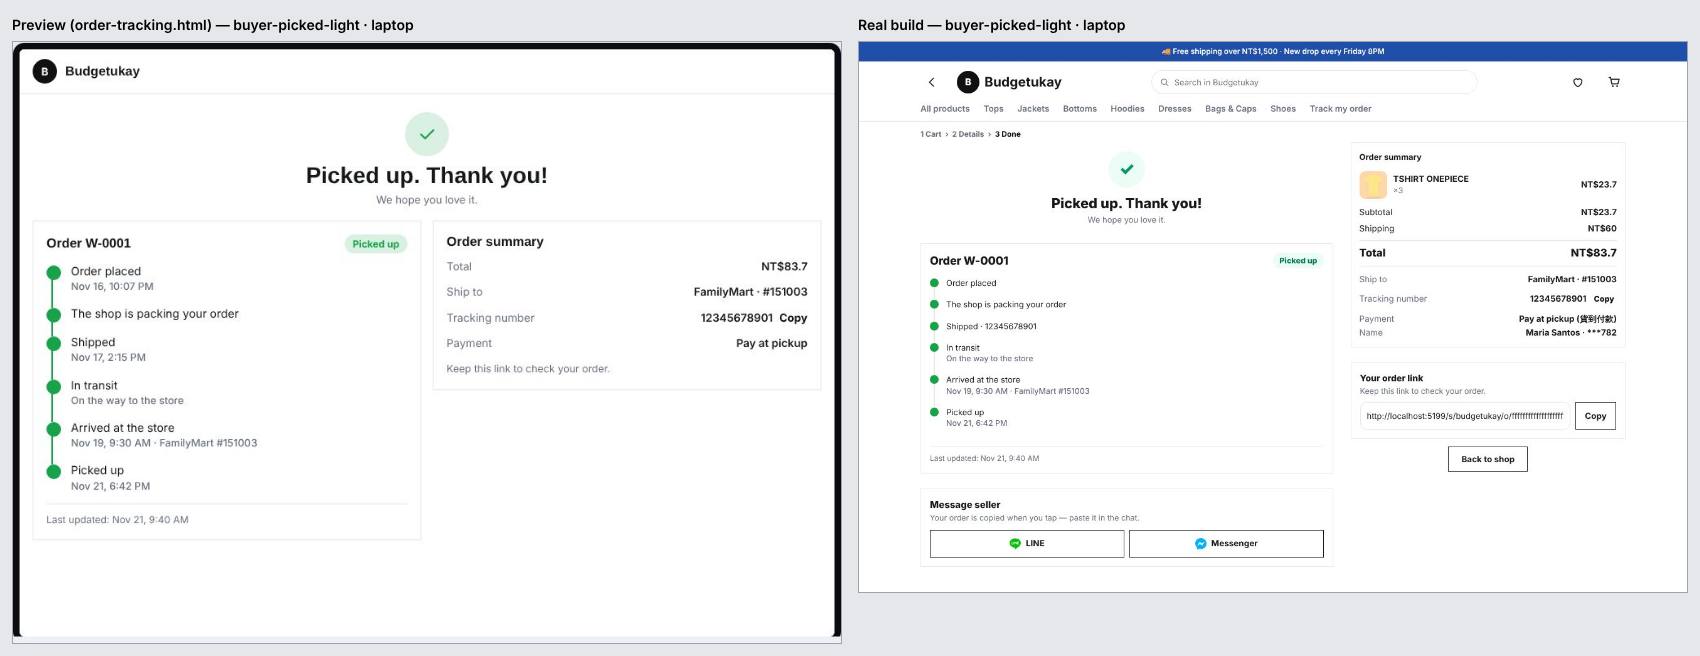 Preview (order-tracking.html) — buyer-picked-light · laptop
B Budgetukay
Picked up. Thank you!
We hope you love it.
Order W-0001 Picked up
Order placed
Nov 16, 10:07 PM
The shop is packing your order
Shipped
Nov 17, 2:15 PM
In transit
On the way to the store
Arrived at the store
Nov 19, 9:30 AM · FamilyMart #151003
Picked up
Nov 21, 6:42 PM
Last updated: Nov 21, 9:40 AM
Order summary
Total NT$83.7
Ship to FamilyMart · #151003
Tracking number 12345678901 Copy
Payment Pay at pickup
Keep this link to check your order.
Real build — buyer-picked-light · laptop
🚚 Free shipping over NT$1,500 · New drop every Friday 8PM
B Budgetukay Search in Budgetukay
All products Tops Jackets Bottoms Hoodies Dresses Bags & Caps Shoes Track my order
1 Cart › 2 Details › 3 Done
Picked up. Thank you!
We hope you love it.
Order W-0001 Picked up
Order placed
The shop is packing your order
Shipped · 12345678901
In transit
On the way to the store
Arrived at the store
Nov 19, 9:30 AM · FamilyMart #151003
Picked up
Nov 21, 6:42 PM
Last updated: Nov 21, 9:40 AM
Message seller
Your order is copied when you tap — paste it in the chat.
LINE Messenger
Order summary
TSHIRT ONEPIECE NT$23.7
×3
Subtotal NT$23.7
Shipping NT$60
Total NT$83.7
Ship to FamilyMart · #151003
Tracking number 12345678901 Copy
Payment Pay at pickup (貨到付款)
Name Maria Santos · ***782
Your order link
Keep this link to check your order.
http://localhost:5199/s/budgetukay/o/ffffffffffffffffffff Copy
Back to shop